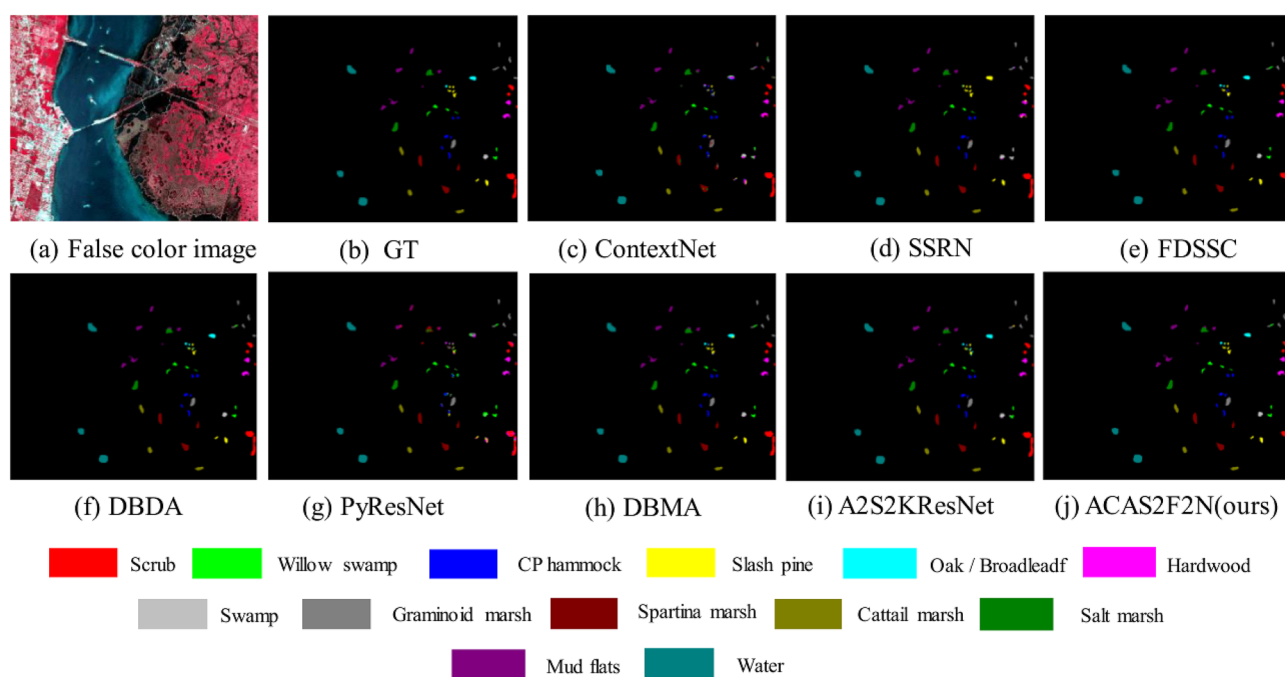 (a) False color image (b) GT (c) ContextNet (d) SSRN (e) FDSSC
(f) DBDA (g) PyResNet (h) DBMA (i) A2S2KResNet (j) ACAS2F2N(ours)
Scrub Willow swamp CP hammock Slash pine Oak / Broadleadf Hardwood
Swamp Graminoid marsh Spartina marsh Cattail marsh Salt marsh
Mud flats Water